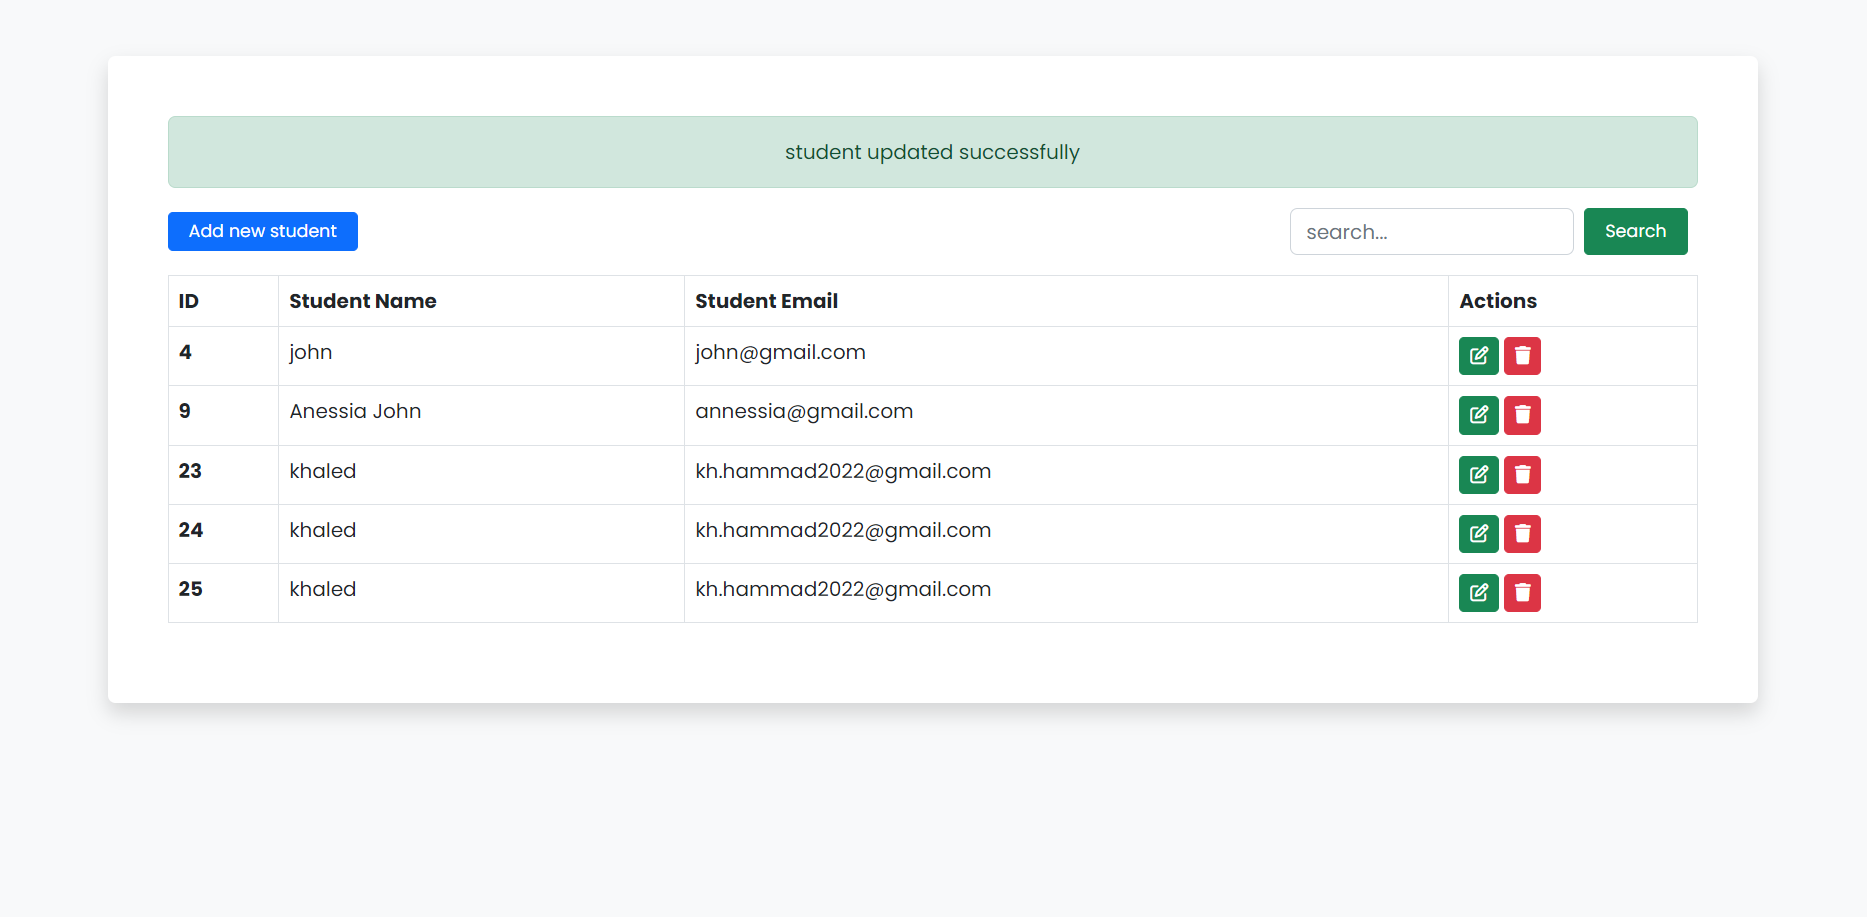 student updated successfully
Add new student
search...
Search
ID Student Name Student Email Actions
4 john john@gmail.com
9 Anessia John annessia@gmail.com
23 khaled kh.hammad2022@gmail.com
24 khaled kh.hammad2022@gmail.com
25 khaled kh.hammad2022@gmail.com